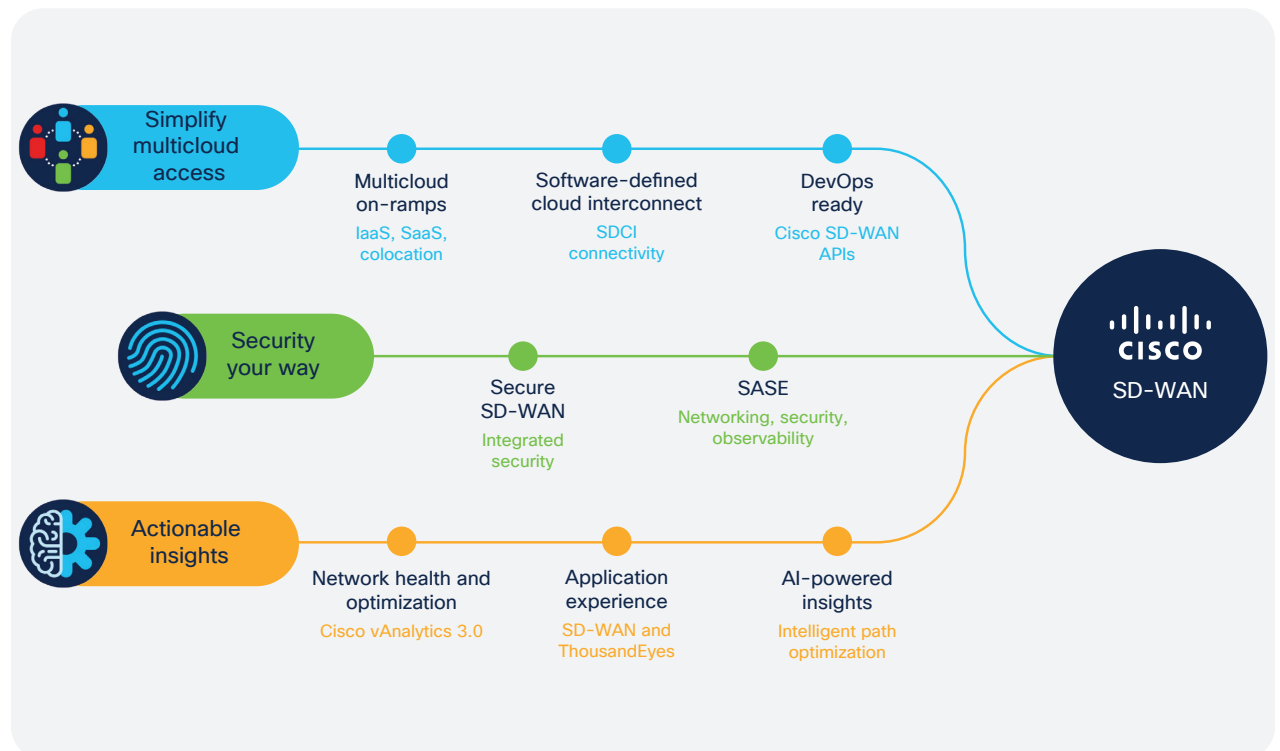 Simplify
multicloud
access
Multicloud
on-ramps
IaaS, SaaS,
colocation
Software-defined
cloud interconnect
SDCI
connectivity
DevOps
ready
Cisco SD-WAN
APIs
Security
your way
Secure
SD-WAN
Integrated
security
SASE
Networking, security,
observability
CISCO
SD-WAN
Actionable
insights
Network health and
optimization
Cisco vAnalytics 3.0
Application
experience
SD-WAN and
ThousandEyes
AI-powered
insights
Intelligent path
optimization